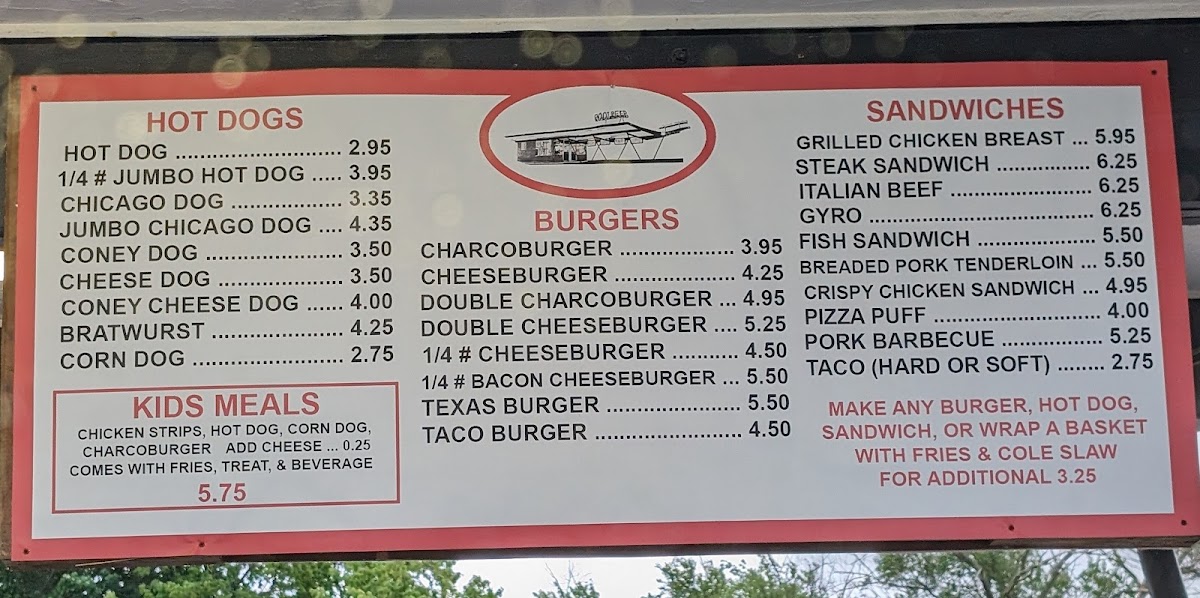 HOT DOGS
HOT DOG ............................ 2.95
1/4 # JUMBO HOT DOG ..... 3.95
CHICAGO DOG ................... 3.35
JUMBO CHICAGO DOG .... 4.35
CONEY DOG ....................... 3.50
CHEESE DOG ..................... 3.50
CONEY CHEESE DOG ...... 4.00
BRATWURST ...................... 4.25
CORN DOG ......................... 2.75
KIDS MEALS
CHICKEN STRIPS, HOT DOG, CORN DOG,
CHARCOBURGER ADD CHEESE ... 0.25
COMES WITH FRIES, TREAT, & BEVERAGE
5.75
BURGERS
CHARCOBURGER ................... 3.95
CHEESEBURGER .................... 4.25
DOUBLE CHARCOBURGER ... 4.95
DOUBLE CHEESEBURGER .... 5.25
1/4 # CHEESEBURGER ........... 4.50
1/4 # BACON CHEESEBURGER ... 5.50
TEXAS BURGER ...................... 5.50
TACO BURGER ........................ 4.50
SANDWICHES
GRILLED CHICKEN BREAST ... 5.95
STEAK SANDWICH ............... 6.25
ITALIAN BEEF ....................... 6.25
GYRO ..................................... 6.25
FISH SANDWICH .................... 5.50
BREADED PORK TENDERLOIN ... 5.50
CRISPY CHICKEN SANDWICH ... 4.95
PIZZA PUFF ............................ 4.00
PORK BARBECUE ................. 5.25
TACO (HARD OR SOFT) ........ 2.75
MAKE ANY BURGER, HOT DOG,
SANDWICH, OR WRAP A BASKET
WITH FRIES & COLE SLAW
FOR ADDITIONAL 3.25